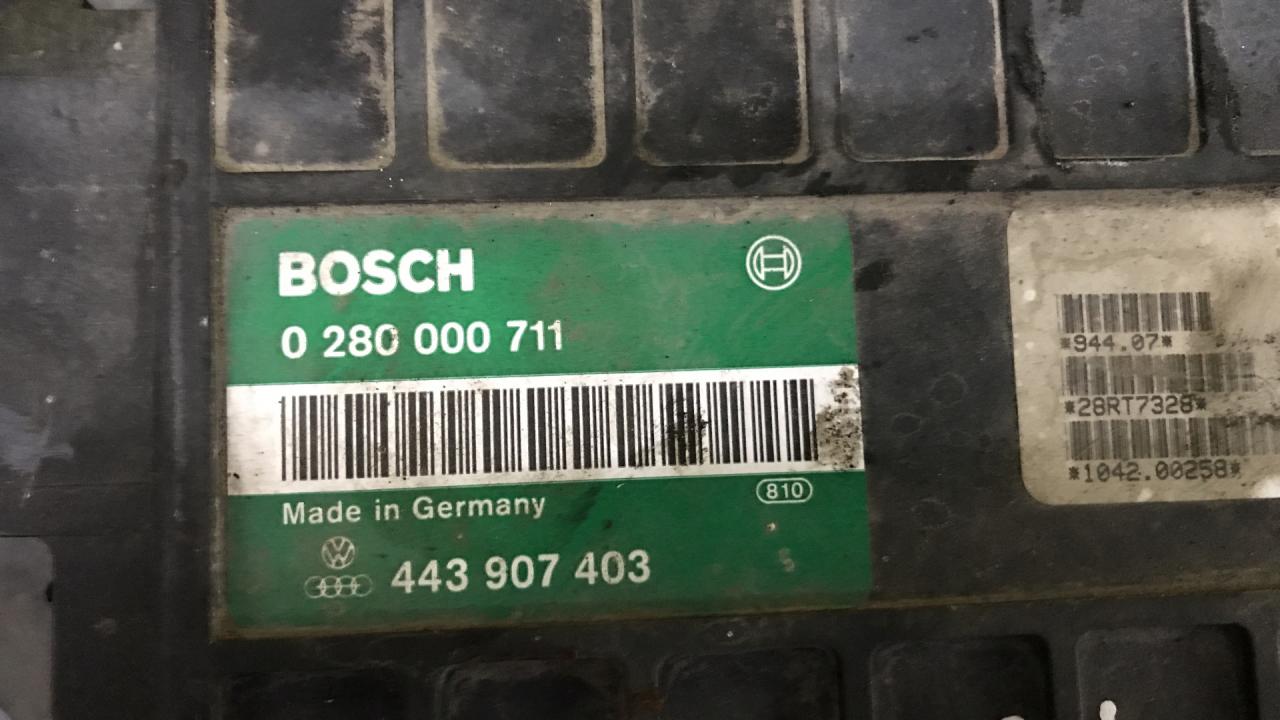 BOSCH
0 280 000 711
Made in Germany
810
443 907 403
*944.07*
*28RT7328*
*1042.00258*